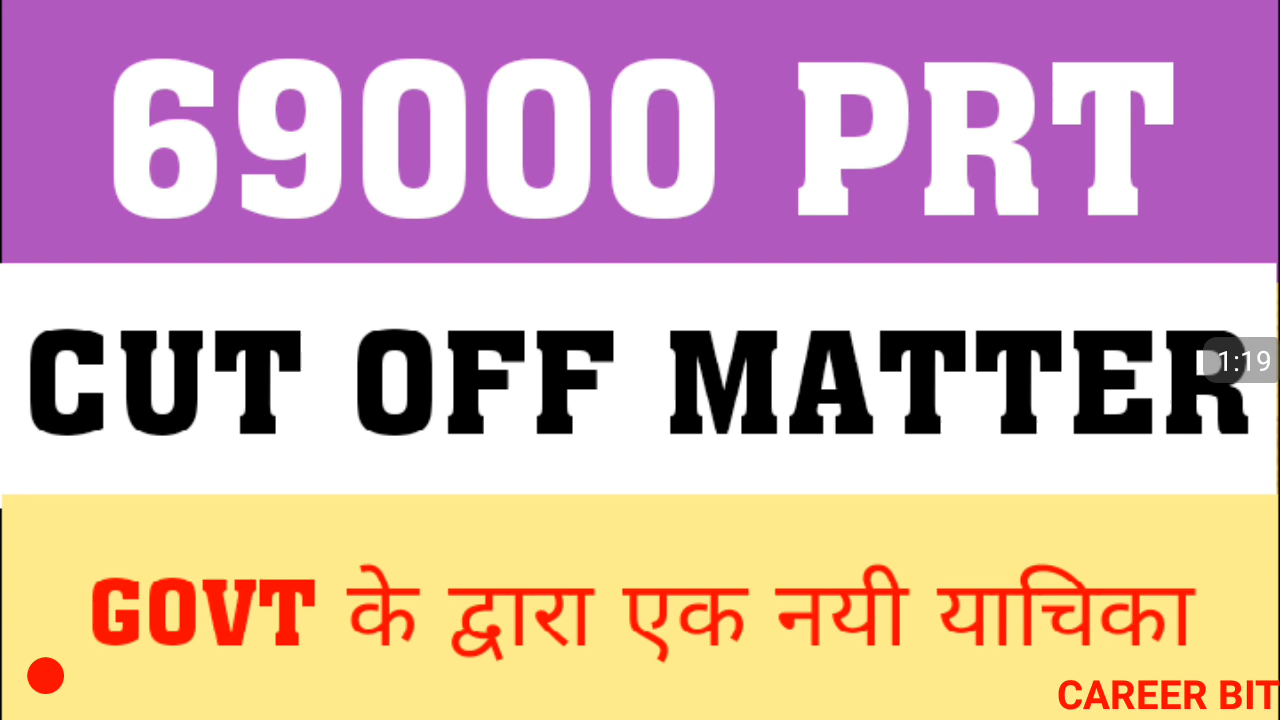 69000 PRT
CUT OFF MATTER
1:19
GOVT के द्वारा एक नयी याचिका
CAREER BIT